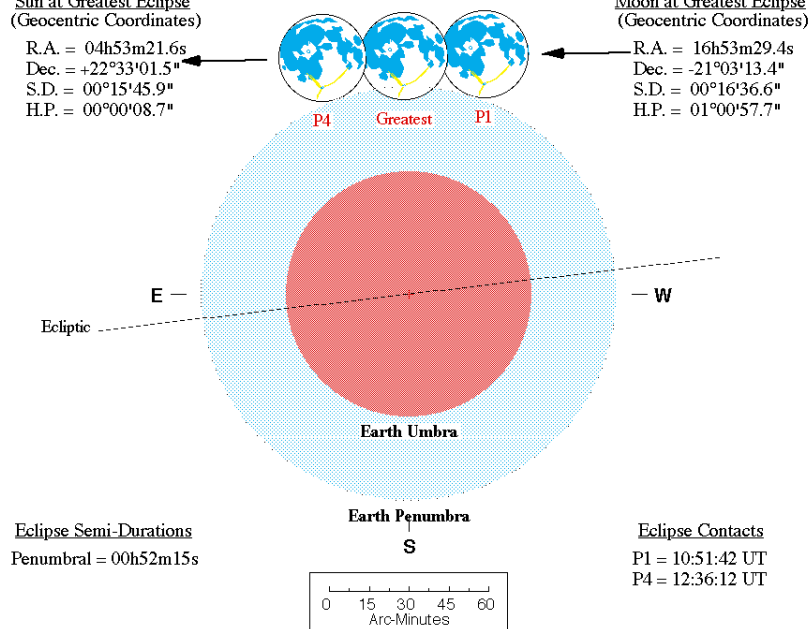 Sun at Greatest Eclipse
(Geocentric Coordinates)
R.A. = 04h53m21.6s
Dec. = +22°33'01.5"
S.D. = 00°15'45.9"
H.P. = 00°00'08.7"
Moon at Greatest Eclipse
(Geocentric Coordinates)
R.A. = 16h53m29.4s
Dec. = -21°03'13.4"
S.D. = 00°16'36.6"
H.P. = 01°00'57.7"
P4
Greatest
P1
E
W
Ecliptic
Earth Umbra
Earth Penumbra
S
Eclipse Semi-Durations
Penumbral = 00h52m15s
Eclipse Contacts
P1 = 10:51:42 UT
P4 = 12:36:12 UT
0 15 30 45 60
Arc-Minutes